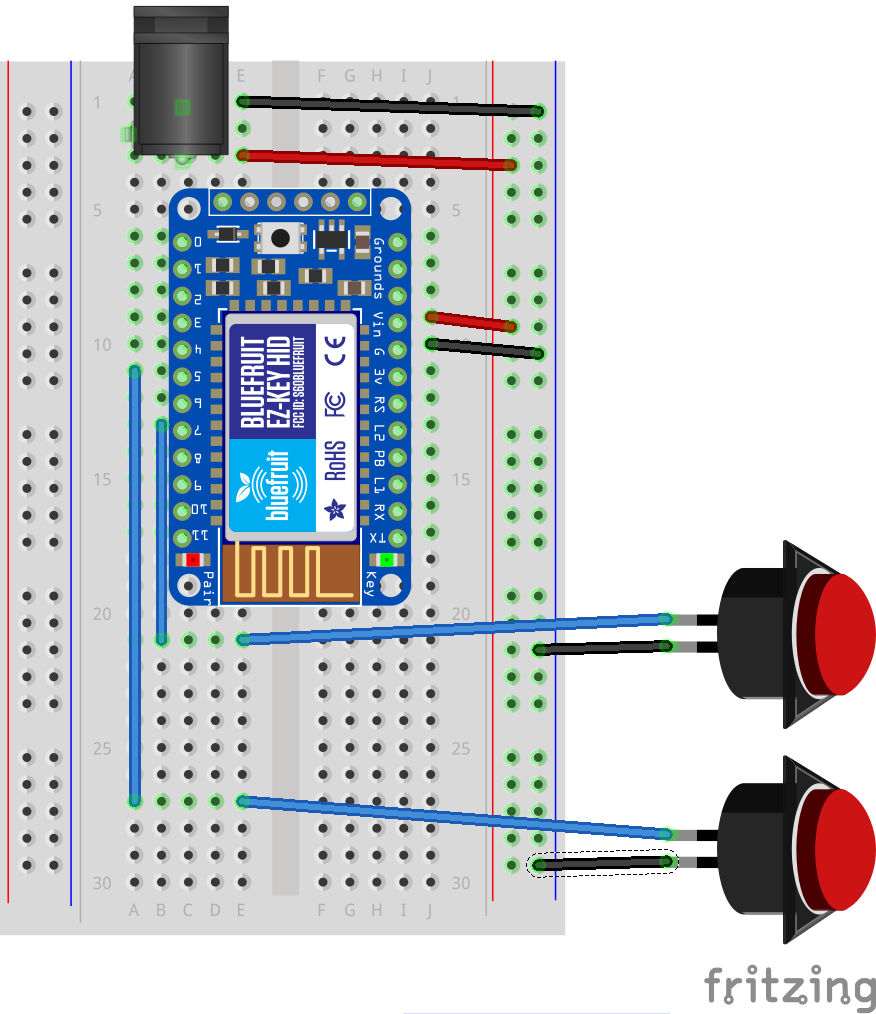 A
E
F
G
H
I
J
1
1
5
5
10
15
15
20
20
25
25
30
30
A
B
C
D
E
F
G
H
I
J
0
1
2
3
4
5
6
7
8
9
10
11
Grounds
Vin
G
3v
RS
L2
PB
L1
RX
TX
Pair
Key
BLUEFRUIT
EZ-KEY HID
FCC ID: S6DBLUEFRUIT
bluefruit
CE
FC
RoHS
fritzing